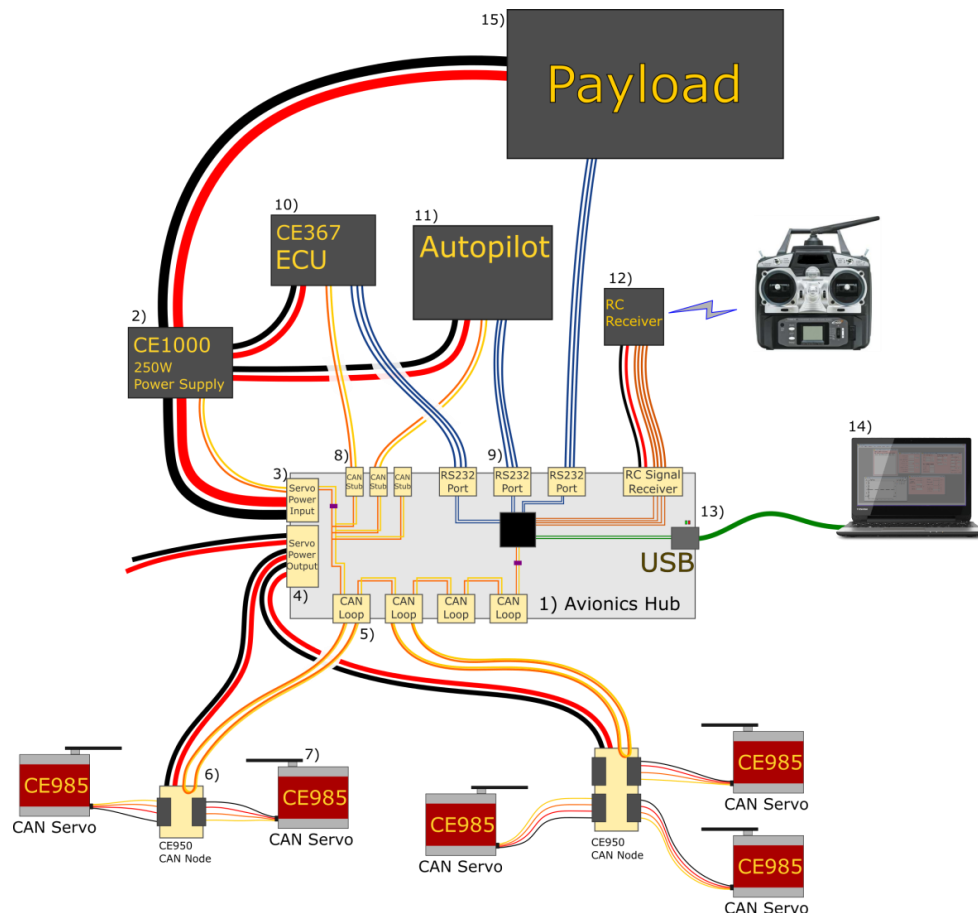 15)
Payload
10)
CE367
ECU
11)
Autopilot
12)
RC
Receiver
2)
CE1000
250W
Power Supply
14)
3)
Servo
Power
Input
8)
CAN
Stub
CAN
Stub
CAN
Stub
RS232
Port
9)
RS232
Port
RS232
Port
RC Signal
Receiver
13)
USB
Servo
Power
Output
4)
CAN
Loop
5)
CAN
Loop
CAN
Loop
CAN
Loop
1) Avionics Hub
CE985
CAN Servo
6)
CE950
CAN Node
7)
CE985
CAN Servo
CE985
CAN Servo
CE950
CAN Node
CE985
CAN Servo
CE985
CAN Servo